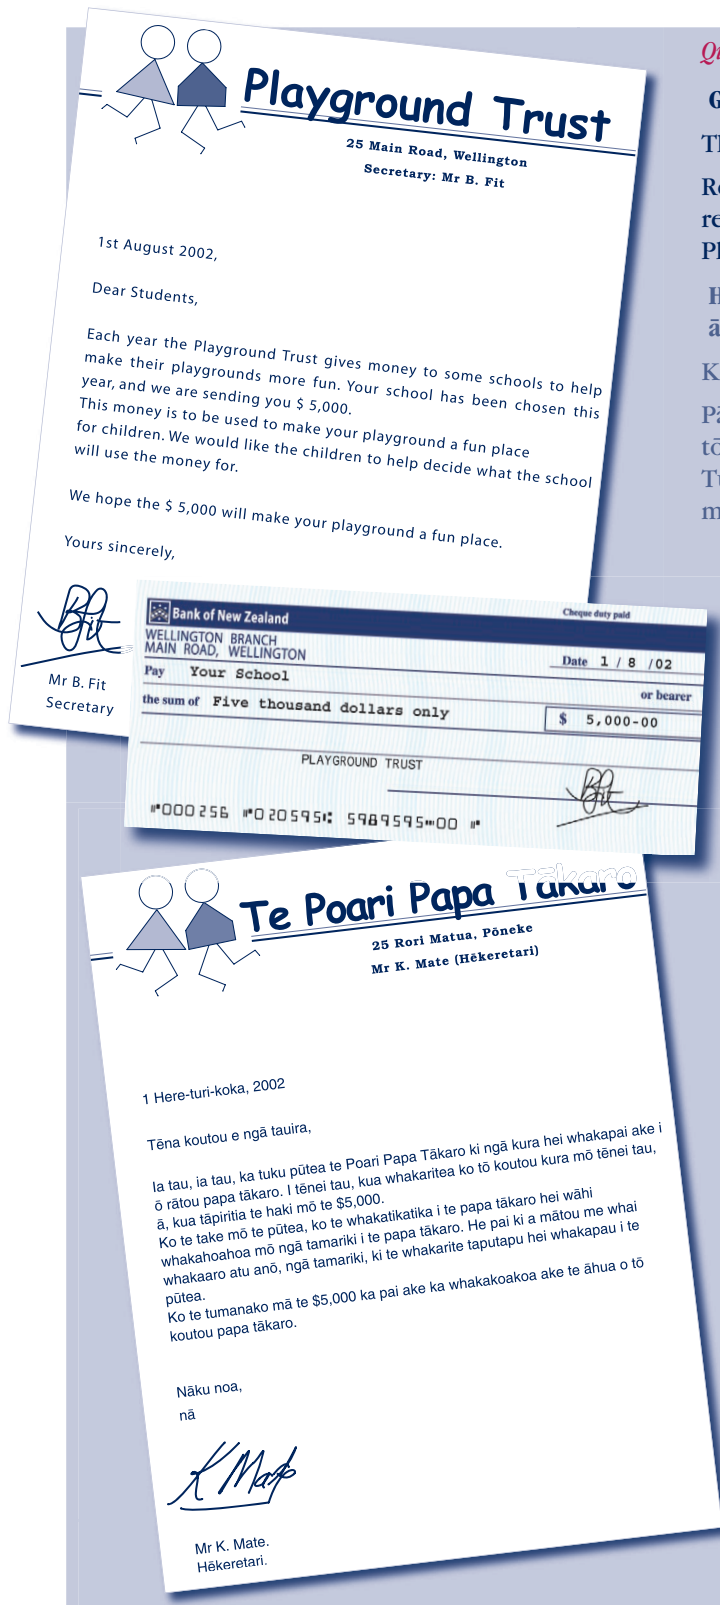 Playground Trust
25 Main Road, Wellington
Secretary: Mr B. Fit
1st August 2002,
Dear Students,
Each year the Playground Trust gives money to some schools to help
make their playgrounds more fun. Your school has been chosen this
year, and we are sending you $ 5,000.
This money is to be used to make your playground a fun place
for children. We would like the children to help decide what the school
will use the money for.
We hope the $ 5,000 will make your playground a fun place.
Yours sincerely,
B Fit
Mr B. Fit
Secretary
Bank of New Zealand
Cheque duty paid
WELLINGTON BRANCH
MAIN ROAD, WELLINGTON
Date 1 / 8 /02
Pay Your School
or bearer
the sum of Five thousand dollars only
$ 5,000-00
PLAYGROUND TRUST
B Fit
⑈000256 ⑈020595⑆ 5989595⑉00 ⑈
Te Poari Papa Tākaro
25 Rori Matua, Pōneke
Mr K. Mate (Hēkeretari)
1 Here-turi-koka, 2002
Tēna koutou e ngā tauira,
Ia tau, ia tau, ka tuku pūtea te Poari Papa Tākaro ki ngā kura hei whakapai ake i
ō rātou papa tākaro. I tēnei tau, kua whakaritea ko tō koutou kura mō tēnei tau,
ā, kua tāpiritia te haki mō te $5,000.
Ko te take mō te pūtea, ko te whakatikatika i te papa tākaro hei wāhi
whakahoahoa mō ngā tamariki i te papa tākaro. He pai ki a mātou me whai
whakaaro atu anō, ngā tamariki, ki te whakarite taputapu hei whakapau i te
pūtea.
Ko te tumanako mā te $5,000 ka pai ake ka whakakoakoa ake te āhua o tō
koutou papa tākaro.
Nāku noa,
nā
K Mate
Mr K. Mate.
Hēkeretari.